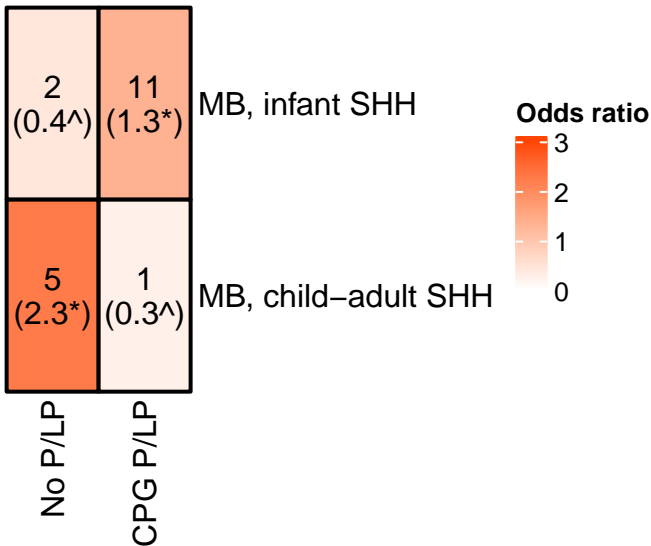 2
(0.4^)
11
(1.3*)
MB, infant SHH
5
(2.3*)
1
(0.3^)
MB, child−adult SHH
No P/LP
CPG P/LP
Odds ratio
3
2
1
0